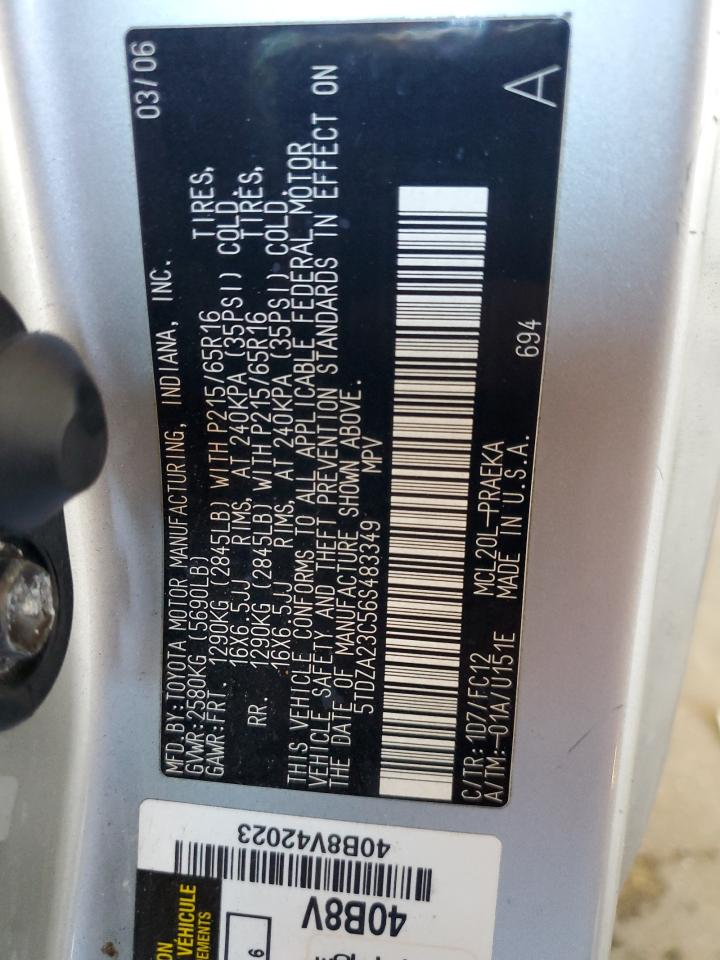 MFD.BY:TOYOTA MOTOR MANUFACTURING, INDIANA, INC. 03/06
GVWR:2580KG(5690LB)
GAWR:FRT 1290KG(2845LB) WITH P215/65R16 TIRES,
16X6.5JJ RIMS, AT 240KPA (35PSI) COLD.
RR. 1290KG(2845LB) WITH P215/65R16 TIRES,
16X6.5JJ RIMS, AT 240KPA (35PSI) COLD.
THIS VEHICLE CONFORMS TO ALL APPLICABLE FEDERAL MOTOR
VEHICLE SAFETY AND THEFT PREVENTION STANDARDS IN EFFECT ON
THE DATE OF MANUFACTURE SHOWN ABOVE.
5TDZA23C56S483349 MPV
C/TR:1D7/FC12 MCL20L-PRAEKA
A/TM:-01A/U151E MADE IN U.S.A. 694 A
40B8V42023
40B8V
VÉHICULE
6